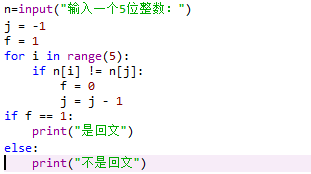 n=input("输入一个5位整数：")
j = -1
f = 1
for i in range(5):
    if n[i] != n[j]:
        f = 0
        j = j - 1
if f == 1:
    print("是回文")
else:
    print("不是回文")